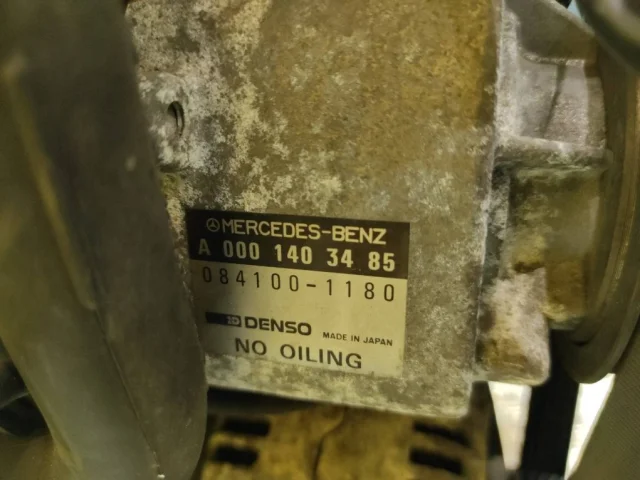 MERCEDES-BENZ
A 000 140 34 85
084100-1180
DENSO MADE IN JAPAN
NO OILING